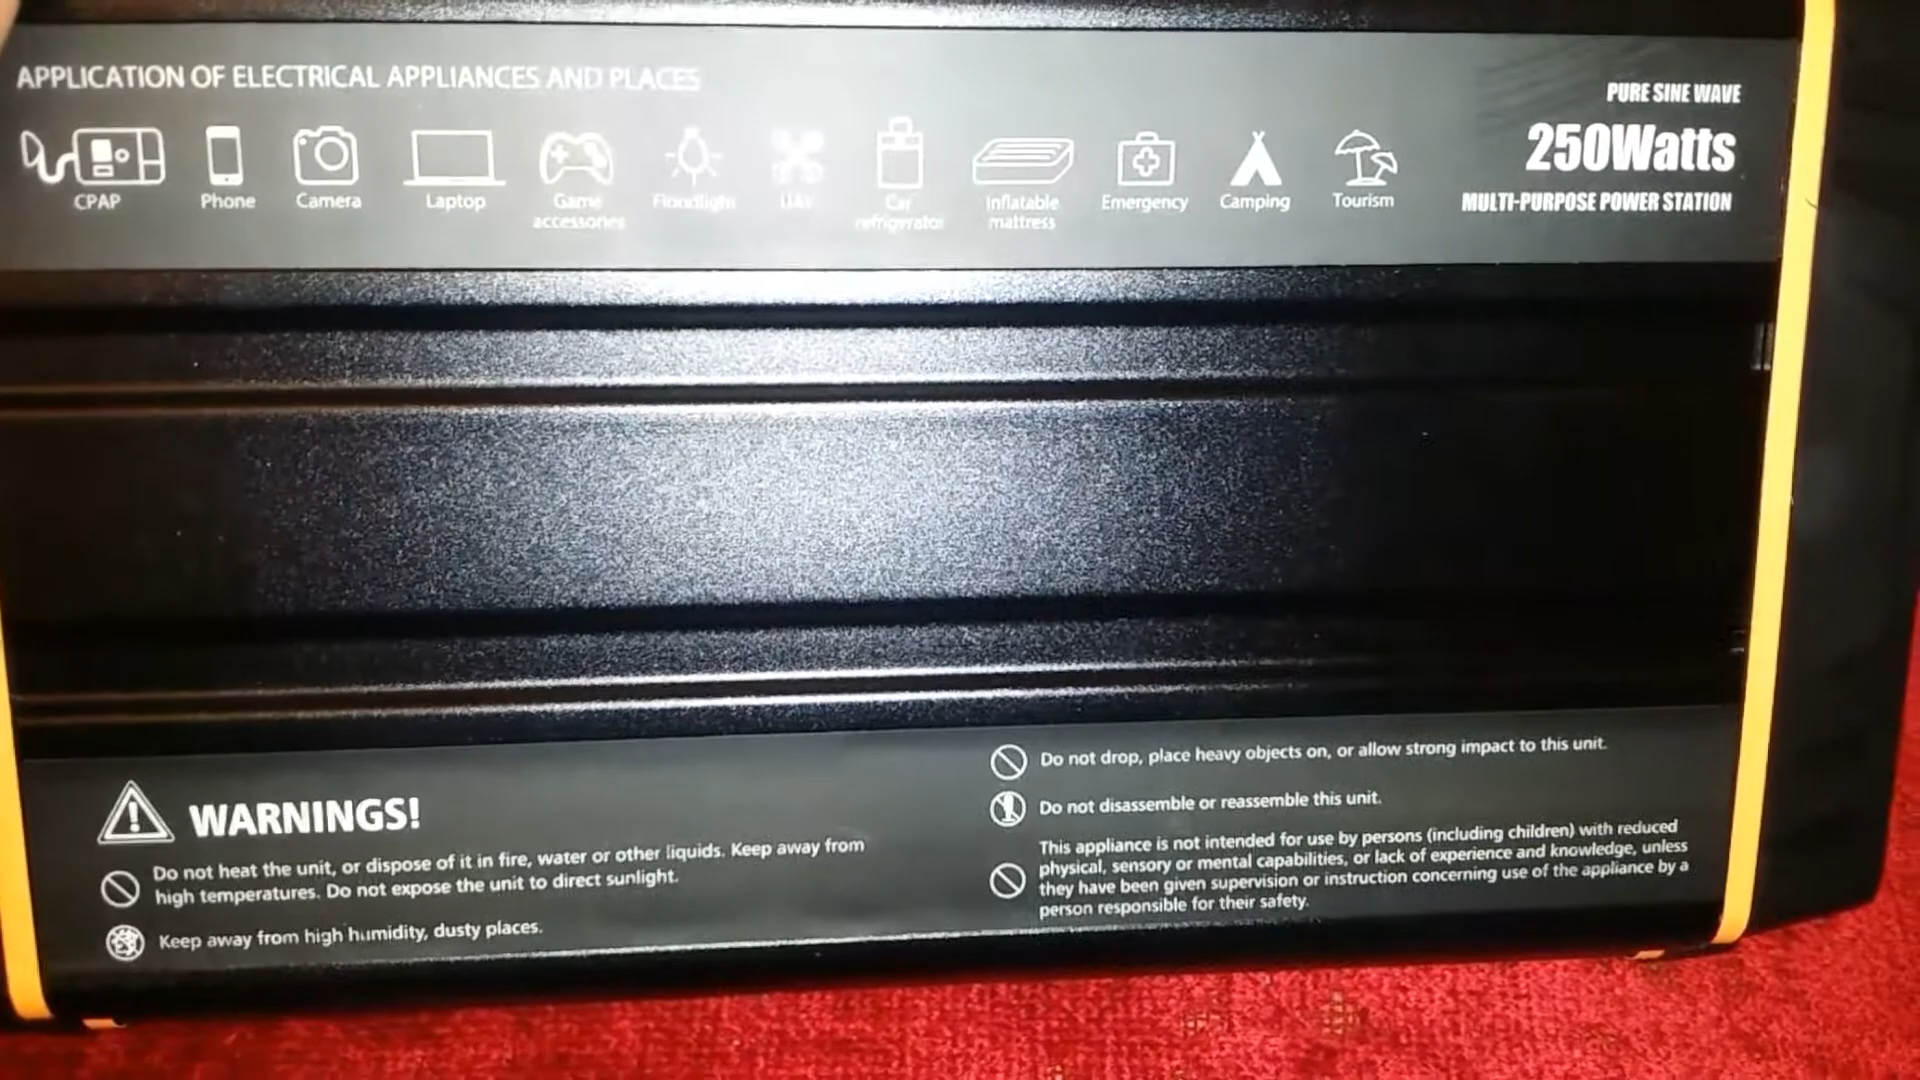 APPLICATION OF ELECTRICAL APPLIANCES AND PLACES
CPAP
Phone
Camera
Laptop
Game
accessories
Floodlight
UAV
Car
refrigerator
Inflatable
mattress
Emergency
Camping
Tourism
PURE SINE WAVE
250Watts
MULTI-PURPOSE POWER STATION
WARNINGS!
Do not heat the unit, or dispose of it in fire, water or other liquids. Keep away from
high temperatures. Do not expose the unit to direct sunlight.
Keep away from high humidity, dusty places.
Do not drop, place heavy objects on, or allow strong impact to this unit.
Do not disassemble or reassemble this unit.
This appliance is not intended for use by persons (including children) with reduced
physical, sensory or mental capabilities, or lack of experience and knowledge, unless
they have been given supervision or instruction concerning use of the appliance by a
person responsible for their safety.